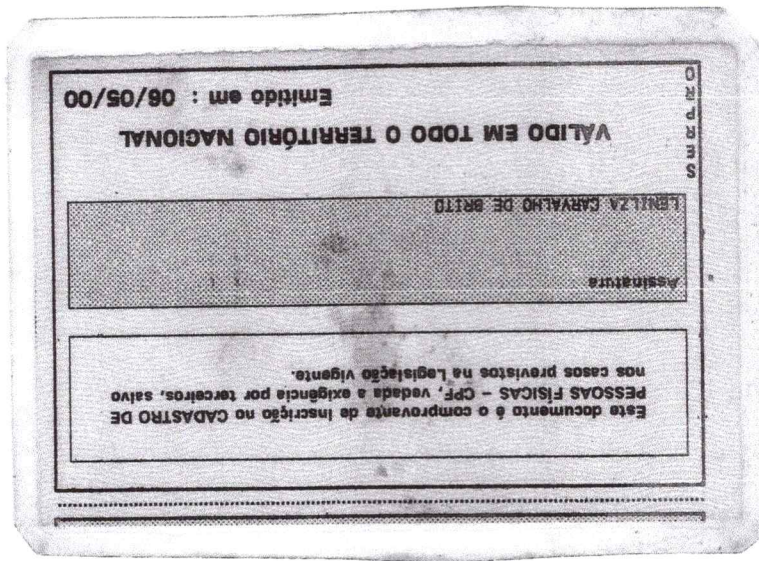 Este documento é o comprovante de inscrição no CADASTRO DE
PESSOAS FÍSICAS – CPF, vedada a exigência por terceiros, salvo
nos casos previstos na Legislação vigente.
Assinatura
LENILZA CARVALHO DE BRITO
VÁLIDO EM TODO O TERRITÓRIO NACIONAL
Emitido em : 06/05/00
SERPRO